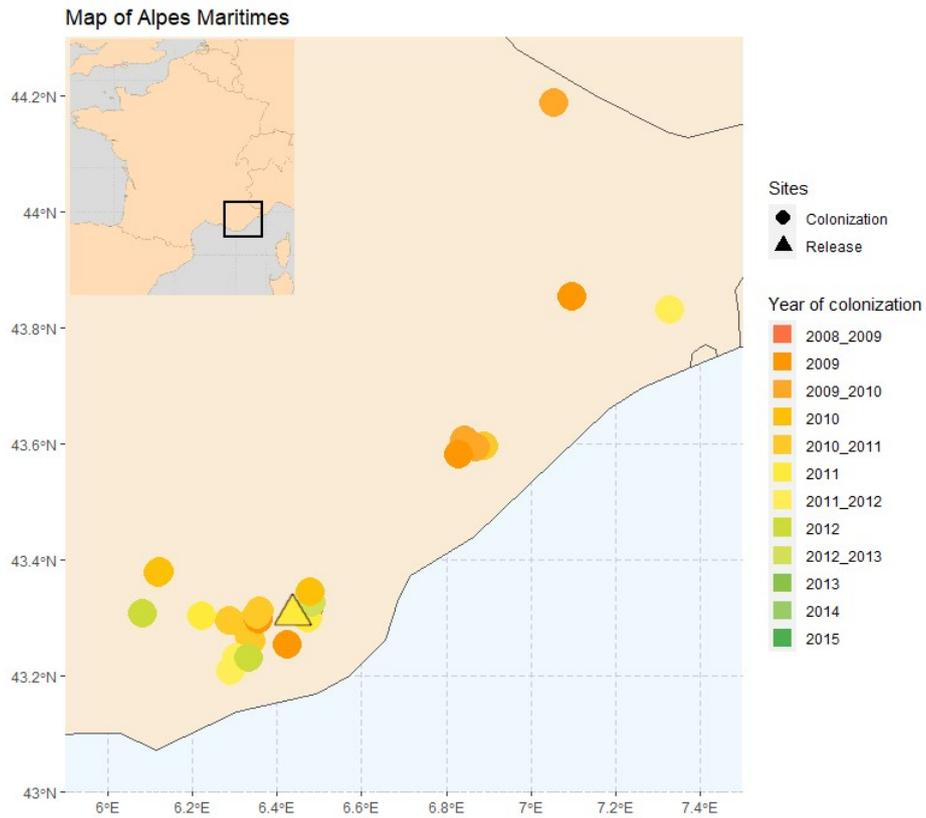 Map of Alpes Maritimes
44.2°N
44°N
43.8°N
43.6°N
43.4°N
43.2°N
43°N
6°E
6.2°E
6.4°E
6.6°E
6.8°E
7°E
7.2°E
7.4°E
Sites
Colonization
Release
Year of colonization
2008_2009
2009
2009_2010
2010
2010_2011
2011
2011_2012
2012
2012_2013
2013
2014
2015